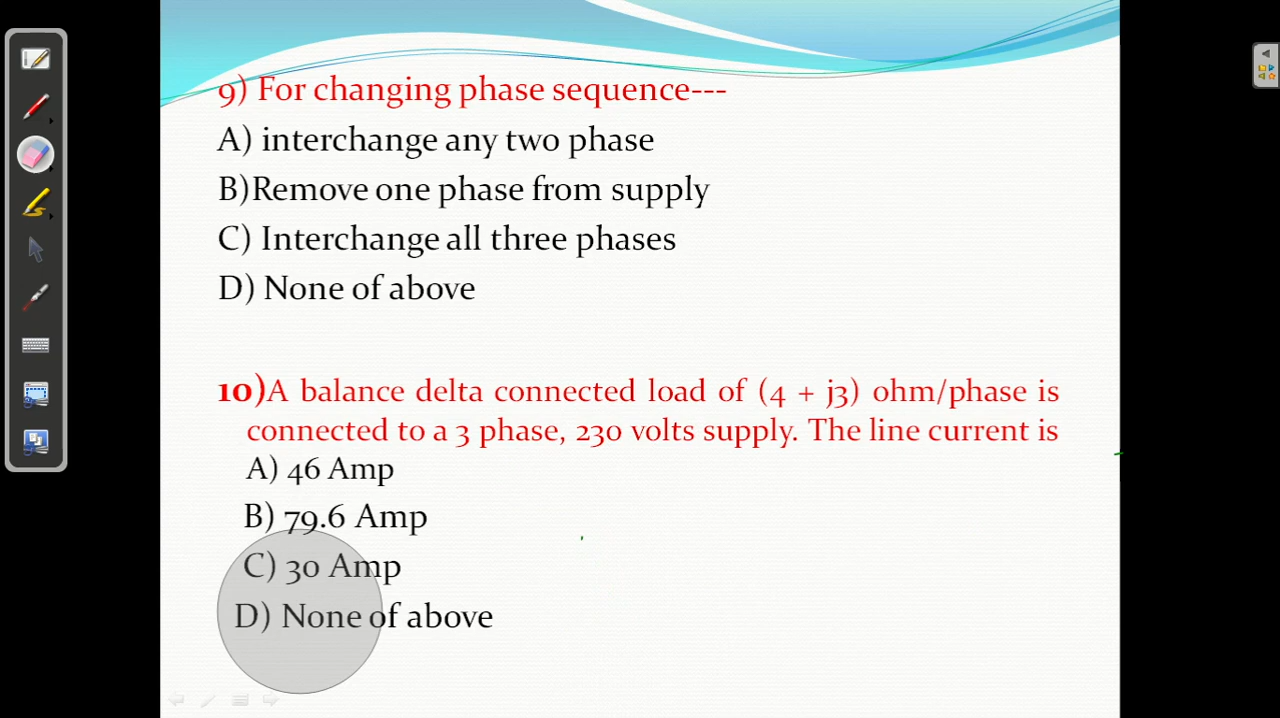 9) For changing phase sequence---
A) interchange any two phase
B)Remove one phase from supply
C) Interchange all three phases
D) None of above
10)A balance delta connected load of (4 + j3) ohm/phase is
connected to a 3 phase, 230 volts supply. The line current is
A) 46 Amp
B) 79.6 Amp
C) 30 Amp
D) None of above